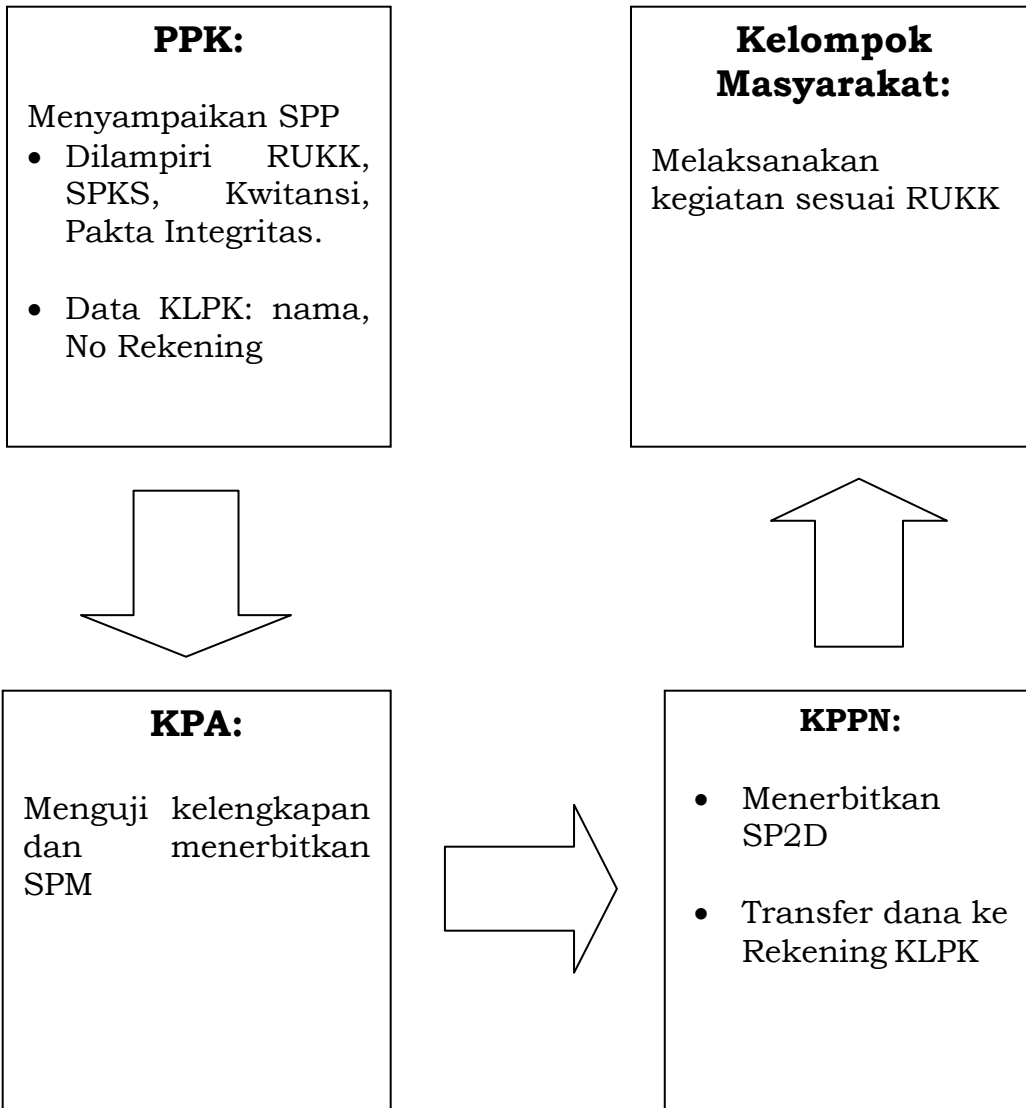 PPK:
Menyampaikan SPP
• Dilampiri RUKK,
SPKS, Kwitansi,
Pakta Integritas.
• Data KLPK: nama,
No Rekening
KPA:
Menguji kelengkapan
dan menerbitkan
SPM
KPPN:
• Menerbitkan
SP2D
• Transfer dana ke
Rekening KLPK
Kelompok
Masyarakat:
Melaksanakan
kegiatan sesuai RUKK